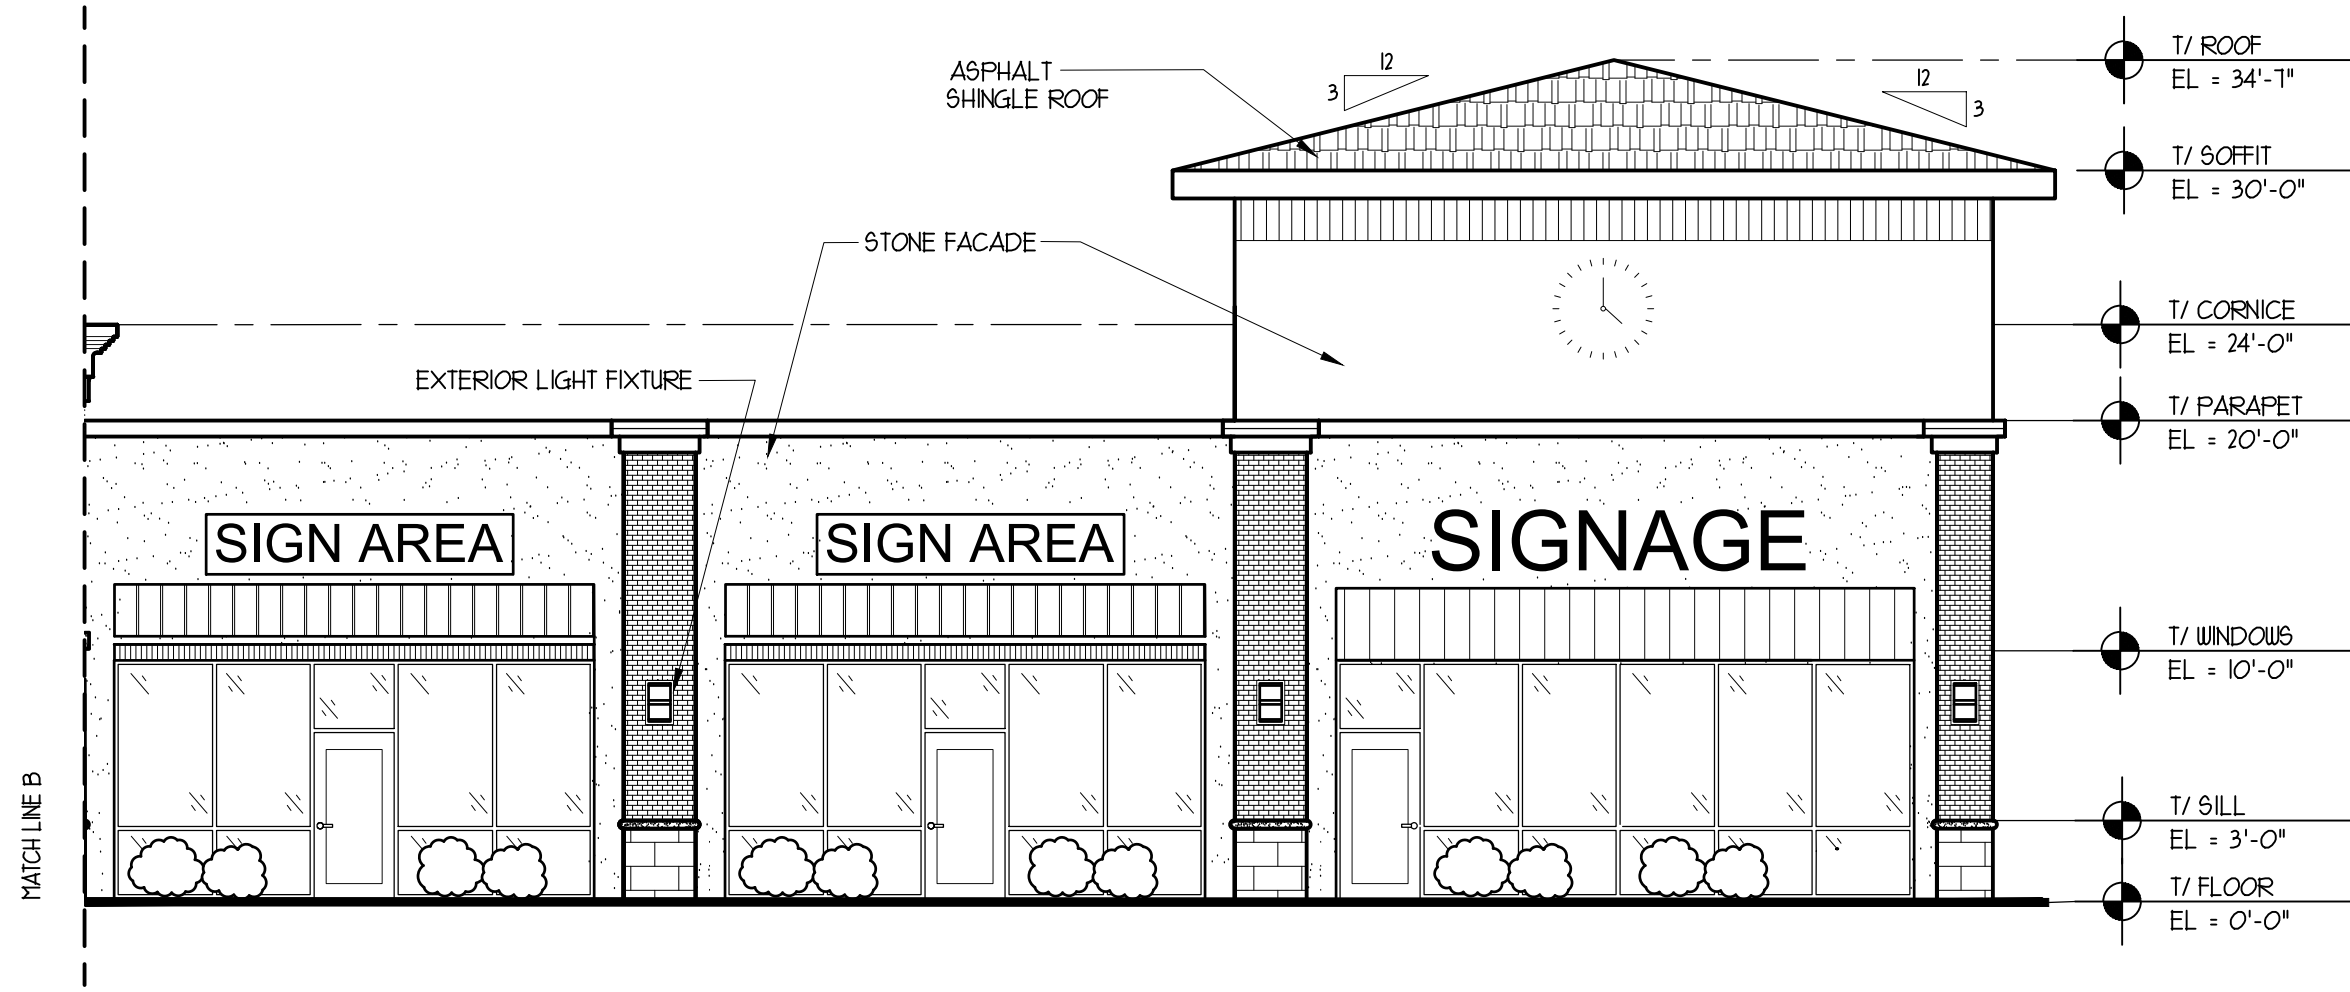 ASPHALT
SHINGLE ROOF
12
3
12
3
T/ ROOF
EL = 34'-7"
T/ SOFFIT
EL = 30'-0"
STONE FACADE
T/ CORNICE
EL = 24'-0"
EXTERIOR LIGHT FIXTURE
T/ PARAPET
EL = 20'-0"
SIGN AREA
SIGN AREA
SIGNAGE
T/ WINDOWS
EL = 10'-0"
MATCH LINE B
T/ SILL
EL = 3'-0"
T/ FLOOR
EL = 0'-0"